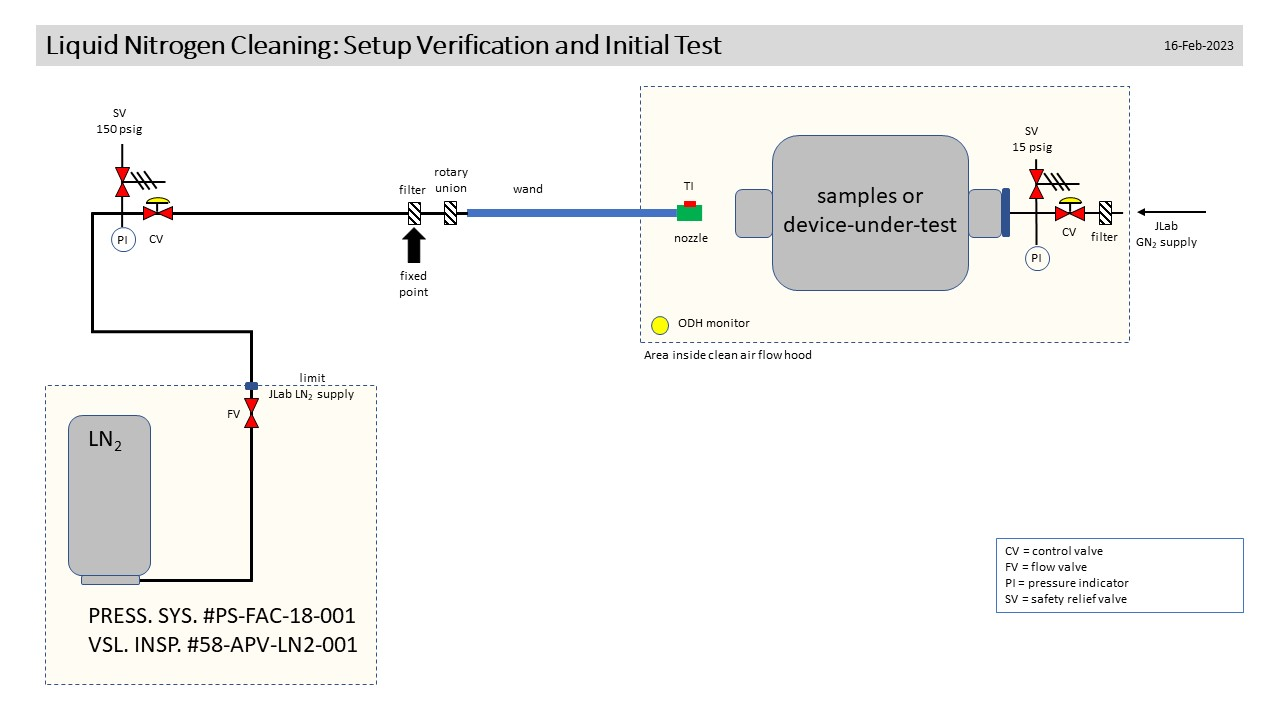 Liquid Nitrogen Cleaning: Setup Verification and Initial Test
16-Feb-2023
SV
150 psig
PI
CV
filter
rotary
union
wand
fixed
point
TI
nozzle
samples or
device-under-test
SV
15 psig
CV
filter
PI
JLab
GN2 supply
ODH monitor
Area inside clean air flow hood
limit
JLab LN2 supply
FV
LN2
PRESS. SYS. #PS-FAC-18-001
VSL. INSP. #58-APV-LN2-001
CV = control valve
FV = flow valve
PI = pressure indicator
SV = safety relief valve